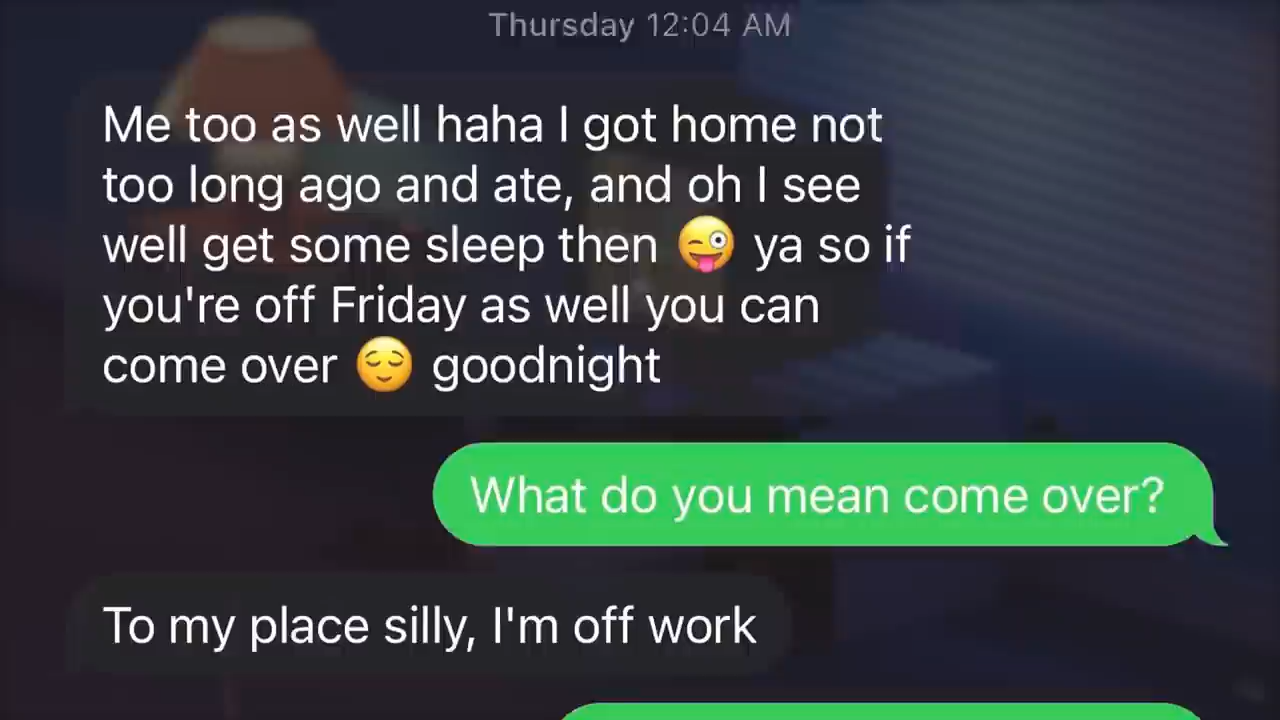 Thursday 12:04 AM
Me too as well haha I got home not
too long ago and ate, and oh I see
well get some sleep then 😜 ya so if
you're off Friday as well you can
come over 😌 goodnight
What do you mean come over?
To my place silly, I'm off work